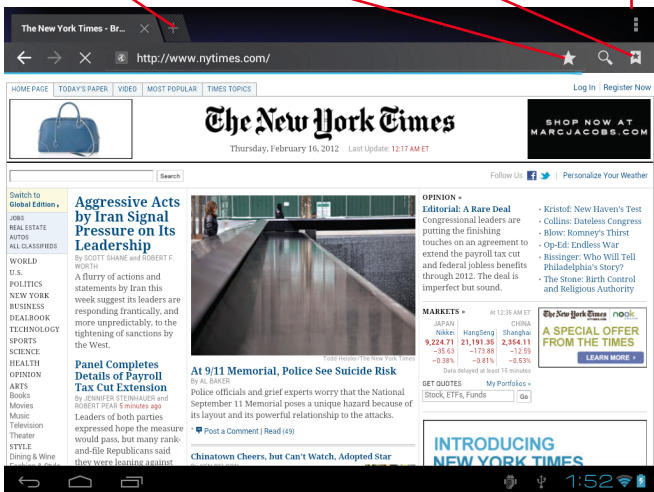 The New York Times - Br...
http://www.nytimes.com/
HOME PAGE
TODAY'S PAPER
VIDEO
MOST POPULAR
TIMES TOPICS
Log In | Register Now
The New York Times
Thursday, February 16, 2012 Last Update: 12:17 AM ET
SHOP NOW AT
MARCJACOBS.COM
Search
Follow Us
Personalize Your Weather
Switch to
Global Edition
JOBS
REAL ESTATE
AUTOS
ALL CLASSIFIEDS
WORLD
U.S.
POLITICS
NEW YORK
BUSINESS
DEALBOOK
TECHNOLOGY
SPORTS
SCIENCE
HEALTH
OPINION
ARTS
Books
Movies
Music
Television
Theater
STYLE
Dining & Wine
Fashion & Style
Aggressive Acts
by Iran Signal
Pressure on Its
Leadership
By SCOTT SHANE and ROBERT F.
WORTH
A flurry of actions and
statements by Iran this
week suggest its leaders are
responding frantically, and
more unpredictably, to the
tightening of sanctions by
the West.
Panel Completes
Details of Payroll
Tax Cut Extension
By JENNIFER STEINHAUER and
ROBERT PEAR 5 minutes ago
Leaders of both parties
expressed hope the measure
would pass, but many rank-
and-file Republicans said
they were leaning against
Todd Heisler/The New York Times
At 9/11 Memorial, Police See Suicide Risk
By AL BAKER
Police officials and grief experts worry that the National
September 11 Memorial poses a unique hazard because of
its layout and its powerful relationship to the attacks.
Post a Comment | Read (49)
Chinatown Cheers, but Can't Watch, Adopted Star
OPINION »
Editorial: A Rare Deal
Congressional leaders are
putting the finishing
touches on an agreement to
extend the payroll tax cut
and federal jobless benefits
through 2012. The deal is
imperfect but sound.
• Kristof: New Haven's Test
• Collins: Dateless Congress
• Blow: Romney's Thirst
• Op-Ed: Endless War
• Bissinger: Who Will Tell
Philadelphia's Story?
• The Stone: Birth Control
and Religious Authority
MARKETS » At 12:35 AM ET
JAPAN CHINA
Nikkei HangSeng Shanghai
9,224.71 21,191.35 2,354.11
−35.63 −173.88 −12.59
−0.38% −0.81% −0.53%
Data delayed at least 15 minutes
GET QUOTES My Portfolios »
Stock, ETFs, Funds Go
The New York Times nook
A SPECIAL OFFER
FROM THE TIMES
LEARN MORE
INTRODUCING
NEW YORK TIMES
1:52